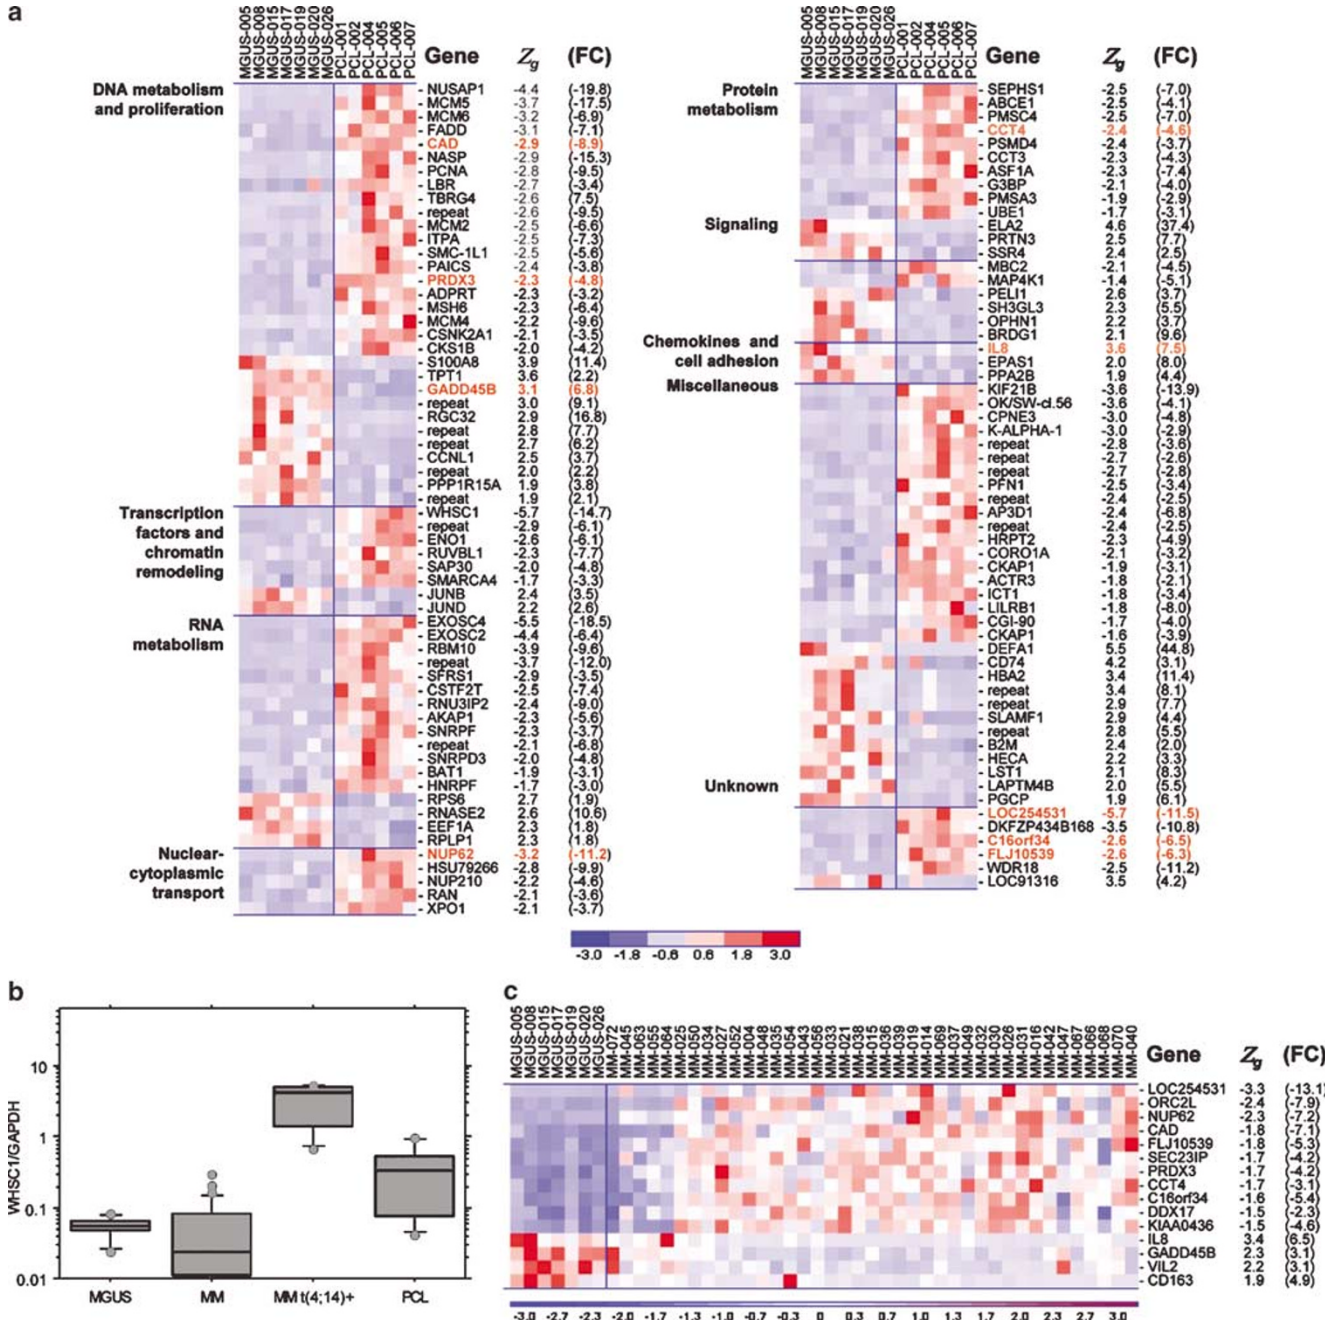 a
MGUS-005
MGUS-008
MGUS-015
MGUS-017
MGUS-019
MGUS-020
MGUS-026
PCL-001
PCL-002
PCL-004
PCL-005
PCL-006
PCL-007
Gene Zg (FC)
DNA metabolism
and proliferation
NUSAP1 -4.4 (-19.8)
MCM5 -3.7 (-17.5)
MCM6 -3.2 (-6.9)
FADD -3.1 (-7.1)
CAD -2.9 (-8.9)
NASP -2.9 (-15.3)
PCNA -2.8 (-9.5)
LBR -2.7 (-3.4)
TBRG4 -2.6 (7.5)
repeat -2.6 (-9.5)
MCM2 -2.5 (-6.6)
ITPA -2.5 (-7.3)
SMC-1L1 -2.5 (-5.6)
PAICS -2.4 (-3.8)
PRDX3 -2.3 (-4.8)
ADPRT -2.3 (-3.2)
MSH6 -2.3 (-6.4)
MCM4 -2.2 (-9.6)
CSNK2A1 -2.1 (-3.5)
CKS1B -2.0 (-4.2)
S100A8 3.9 (11.4)
TPT1 3.6 (2.2)
GADD45B 3.1 (6.8)
repeat 3.0 (9.1)
RGC32 2.9 (16.8)
repeat 2.8 (7.7)
repeat 2.7 (6.2)
CCNL1 2.5 (3.7)
repeat 2.0 (2.2)
PPP1R15A 1.9 (3.8)
repeat 1.9 (2.1)
Transcription
factors and
chromatin
remodeling
WHSC1 -5.7 (-14.7)
repeat -2.9 (-6.1)
ENO1 -2.6 (-6.1)
RUVBL1 -2.3 (-7.7)
SAP30 -2.0 (-4.8)
SMARCA4 -1.7 (-3.3)
JUNB 2.4 (3.5)
JUND 2.2 (2.6)
RNA
metabolism
EXOSC4 -5.5 (-18.5)
EXOSC2 -4.4 (-6.4)
RBM10 -3.9 (-9.6)
repeat -3.7 (-12.0)
SFRS1 -2.9 (-3.5)
CSTF2T -2.5 (-7.4)
RNU3IP2 -2.4 (-9.0)
AKAP1 -2.3 (-5.6)
SNRPF -2.3 (-3.7)
repeat -2.1 (-6.8)
SNRPD3 -2.0 (-4.8)
BAT1 -1.9 (-3.1)
HNRPF -1.7 (-3.0)
RPS6 2.7 (1.9)
RNASE2 2.6 (10.6)
EEF1A 2.3 (1.8)
RPLP1 2.3 (1.8)
Nuclear-
cytoplasmic
transport
NUP62 -3.2 (-11.2)
HSU79266 -2.8 (-9.9)
NUP210 -2.2 (-4.6)
RAN -2.1 (-3.6)
XPO1 -2.1 (-3.7)
MGUS-005
MGUS-008
MGUS-015
MGUS-017
MGUS-019
MGUS-020
MGUS-026
PCL-001
PCL-002
PCL-004
PCL-005
PCL-006
PCL-007
Gene Zg (FC)
Protein
metabolism
SEPHS1 -2.5 (-7.0)
ABCE1 -2.5 (-4.1)
PMSC4 -2.5 (-7.0)
CCT4 -2.4 (-4.6)
PSMD4 -2.4 (-3.7)
CCT3 -2.3 (-4.3)
ASF1A -2.3 (-7.4)
G3BP -2.1 (-4.0)
PMSA3 -1.9 (-2.9)
UBE1 -1.7 (-3.1)
ELA2 4.6 (37.4)
PRTN3 2.5 (7.7)
SSR4 2.4 (2.5)
Signaling
MBC2 -2.1 (-4.5)
MAP4K1 -1.4 (-5.1)
PELI1 2.6 (3.7)
SH3GL3 2.3 (5.5)
OPHN1 2.2 (3.7)
BRDG1 2.1 (9.6)
Chemokines and
cell adhesion
IL8 3.6 (7.5)
EPAS1 2.0 (8.0)
PPA2B 1.9 (4.4)
Miscellaneous
KIF21B -3.6 (-13.9)
OK/SW-cl.56 -3.6 (-4.1)
CPNE3 -3.0 (-4.8)
K-ALPHA-1 -3.0 (-2.9)
repeat -2.8 (-3.6)
repeat -2.7 (-2.6)
repeat -2.7 (-2.8)
PFN1 -2.5 (-3.4)
repeat -2.4 (-2.5)
AP3D1 -2.4 (-6.8)
repeat -2.4 (-2.5)
HRPT2 -2.3 (-4.9)
CORO1A -2.1 (-3.2)
CKAP1 -1.9 (-3.1)
ACTR3 -1.8 (-2.1)
ICT1 -1.8 (-3.4)
LILRB1 -1.8 (-8.0)
CGI-90 -1.7 (-4.0)
CKAP1 -1.6 (-3.9)
DEFA1 5.5 (44.8)
CD74 4.2 (3.1)
HBA2 3.4 (11.4)
repeat 3.4 (8.1)
repeat 2.9 (7.7)
SLAMF1 2.9 (4.4)
repeat 2.8 (5.5)
B2M 2.4 (2.0)
HECA 2.2 (3.3)
LST1 2.1 (8.3)
LAPTM4B 2.0 (5.5)
PGCP 1.9 (6.1)
Unknown
LOC254531 -5.7 (-11.5)
DKFZP434B168 -3.5 (-10.8)
C16orf34 -2.6 (-6.5)
FLJ10539 -2.6 (-6.3)
WDR18 -2.5 (-11.2)
LOC91316 3.5 (4.2)
-3.0 -1.8 -0.6 0.6 1.8 3.0
b
WHSC1/GAPDH
10
1
0.1
0.01
MGUS MM MM t(4;14)+ PCL
c
MGUS-005
MGUS-008
MGUS-015
MGUS-017
MGUS-019
MGUS-020
MGUS-026
MM-072
MM-045
MM-063
MM-055
MM-064
MM-025
MM-050
MM-034
MM-027
MM-052
MM-004
MM-048
MM-035
MM-054
MM-043
MM-056
MM-033
MM-021
MM-038
MM-015
MM-036
MM-039
MM-019
MM-014
MM-069
MM-037
MM-049
MM-032
MM-030
MM-026
MM-031
MM-016
MM-042
MM-047
MM-067
MM-066
MM-068
MM-070
MM-040
Gene Zg (FC)
LOC254531 -3.3 (-13.1)
ORC2L -2.4 (-7.9)
NUP62 -2.3 (-7.2)
CAD -1.8 (-7.1)
FLJ10539 -1.8 (-5.3)
SEC23IP -1.7 (-4.2)
PRDX3 -1.7 (-4.2)
CCT4 -1.7 (-3.1)
C16orf34 -1.6 (-5.4)
DDX17 -1.5 (-2.3)
KIAA0436 -1.5 (-4.6)
IL8 3.4 (6.5)
GADD45B 2.3 (3.1)
VIL2 2.2 (3.1)
CD163 1.9 (4.9)
-3.0 -2.7 -2.3 -2.0 -1.7 -1.3 -1.0 -0.7 -0.3 0 0.3 0.7 1.0 1.3 1.7 2.0 2.3 2.7 3.0